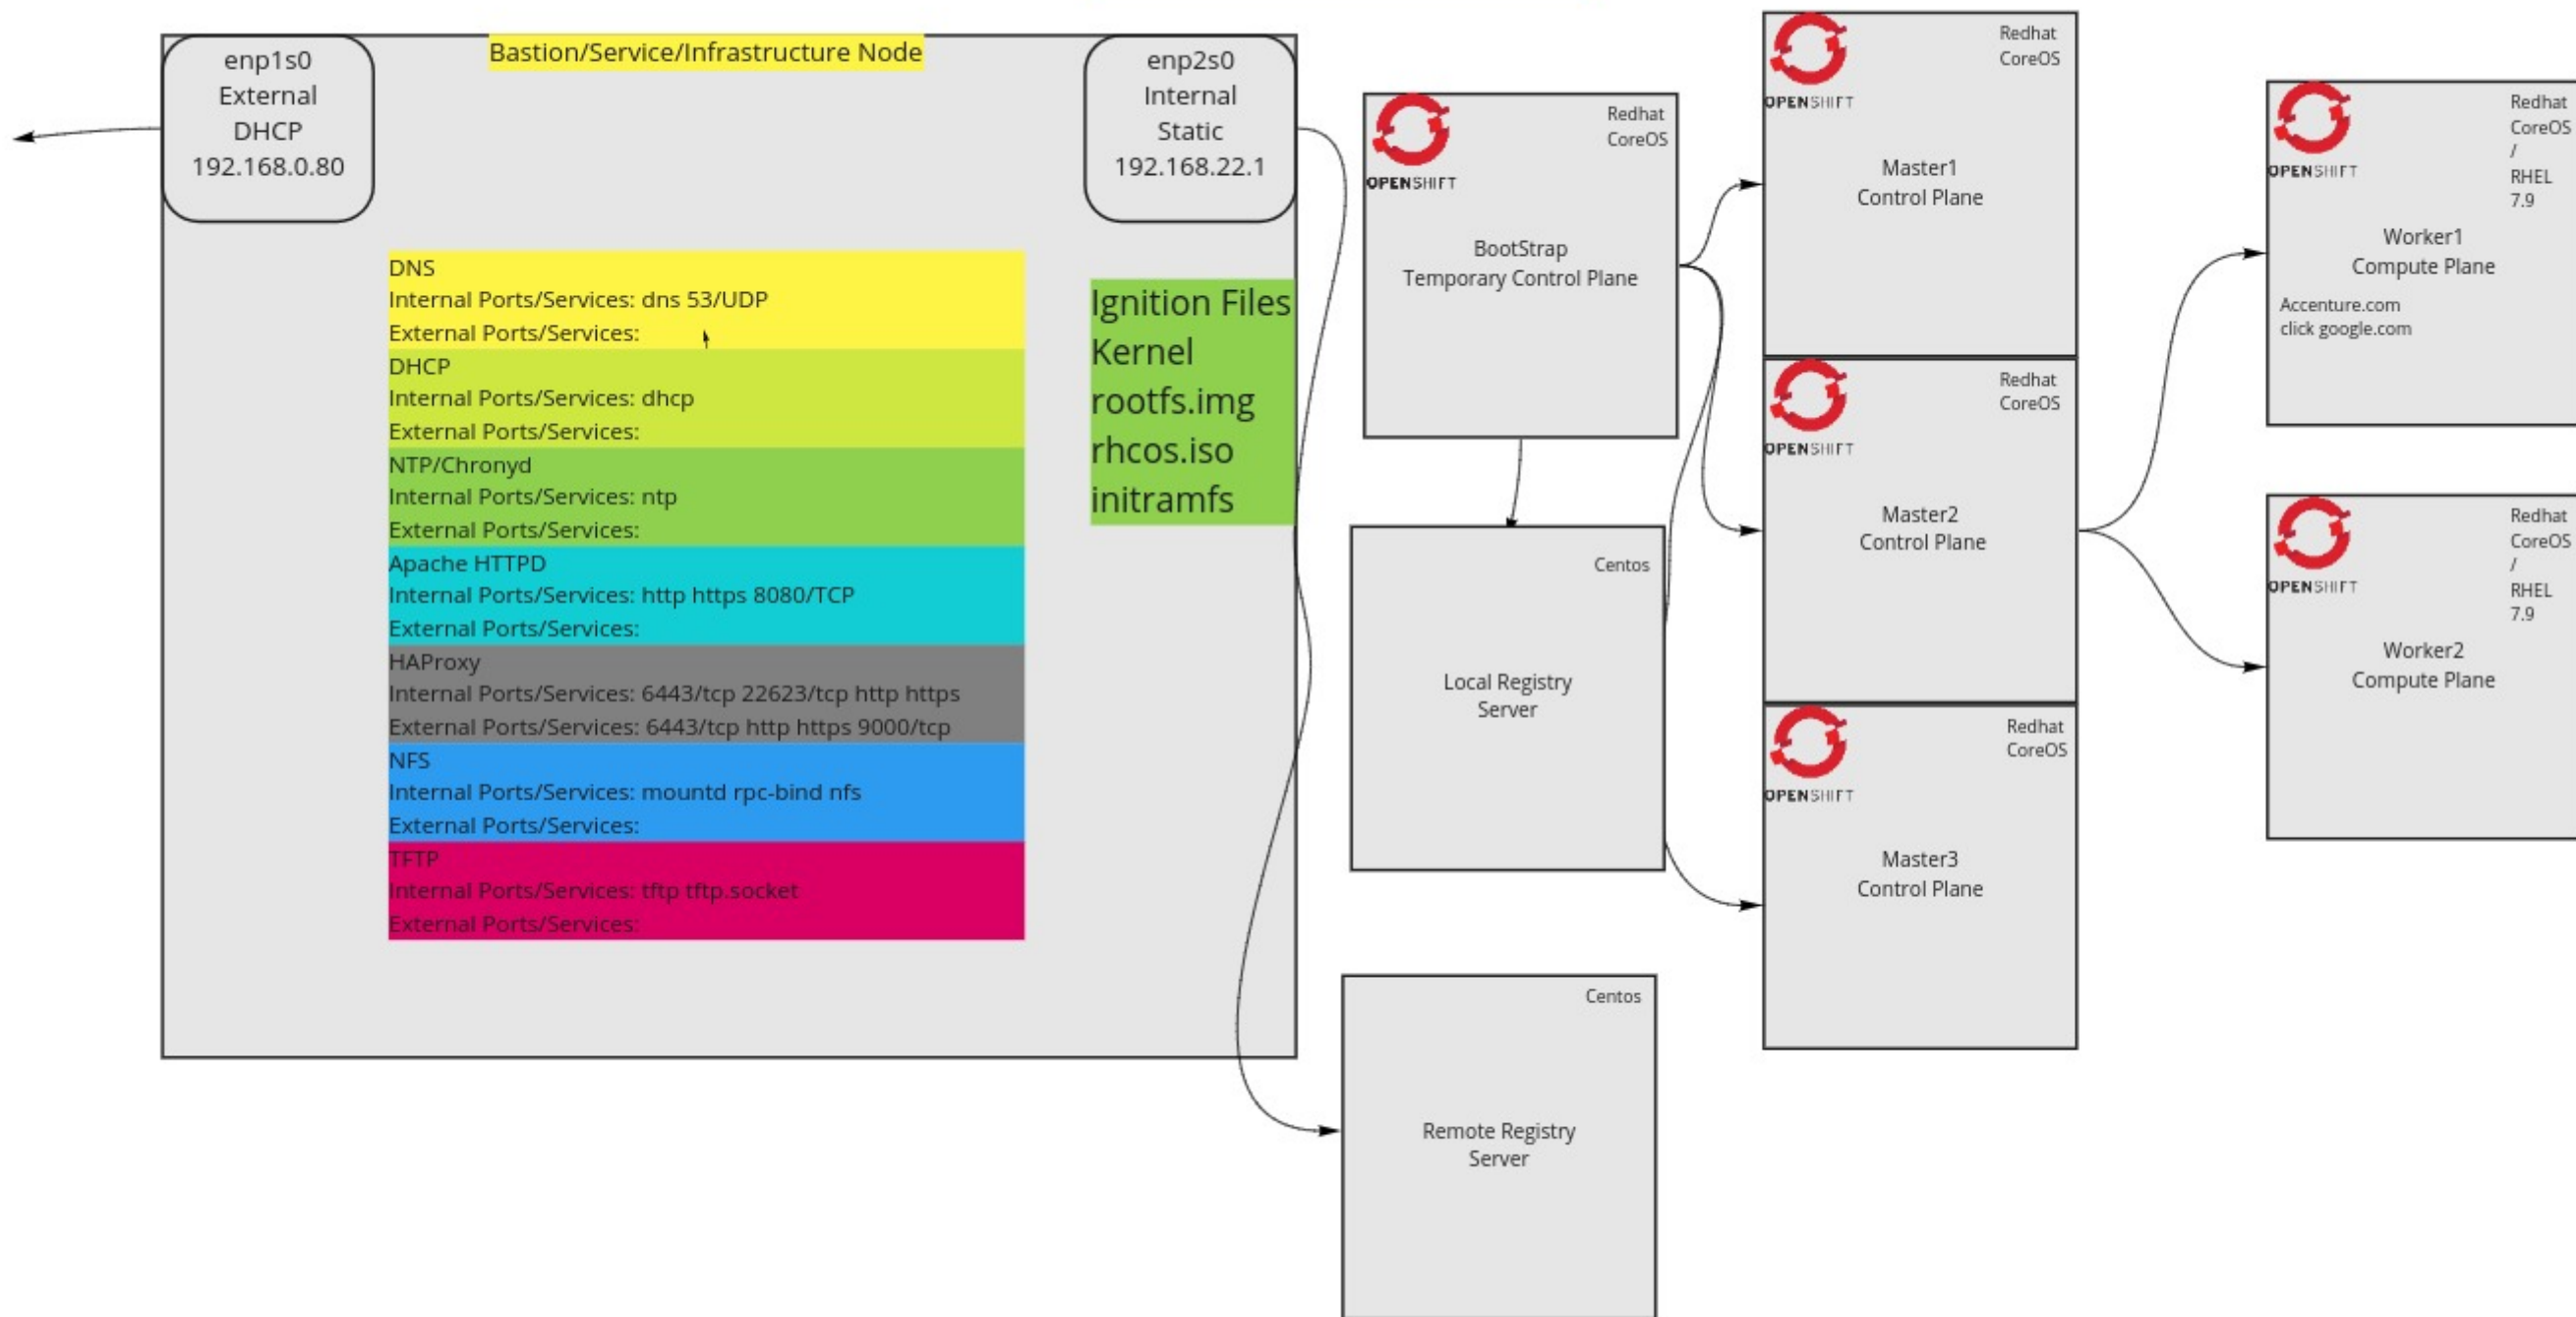 Bastion/Service/Infrastructure Node
enp1s0
External
DHCP
192.168.0.80
enp2s0
Internal
Static
192.168.22.1
DNS
Internal Ports/Services: dns 53/UDP
External Ports/Services:
DHCP
Internal Ports/Services: dhcp
External Ports/Services:
NTP/Chronyd
Internal Ports/Services: ntp
External Ports/Services:
Apache HTTPD
Internal Ports/Services: http https 8080/TCP
External Ports/Services:
HAProxy
Internal Ports/Services: 6443/tcp 22623/tcp http https
External Ports/Services: 6443/tcp http https 9000/tcp
NFS
Internal Ports/Services: mountd rpc-bind nfs
External Ports/Services:
TFTP
Internal Ports/Services: tftp tftp.socket
External Ports/Services:
Ignition Files
Kernel
rootfs.img
rhcos.iso
initramfs
Redhat
CoreOS
OPENSHIFT
BootStrap
Temporary Control Plane
Centos
Local Registry
Server
Centos
Remote Registry
Server
Redhat
CoreOS
OPENSHIFT
Master1
Control Plane
Redhat
CoreOS
OPENSHIFT
Master2
Control Plane
Redhat
CoreOS
OPENSHIFT
Master3
Control Plane
Redhat
CoreOS
/
RHEL
7.9
OPENSHIFT
Worker1
Compute Plane
Accenture.com
click google.com
Redhat
CoreOS
/
RHEL
7.9
OPENSHIFT
Worker2
Compute Plane